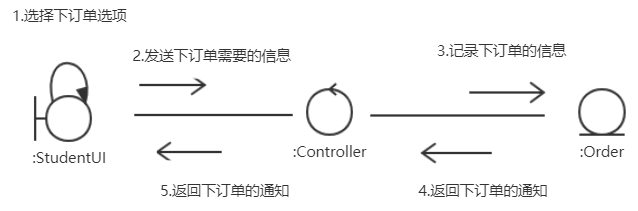 1.选择下订单选项
2.发送下订单需要的信息
3.记录下订单的信息
:StudentUI
:Controller
:Order
5.返回下订单的通知
4.返回下订单的通知